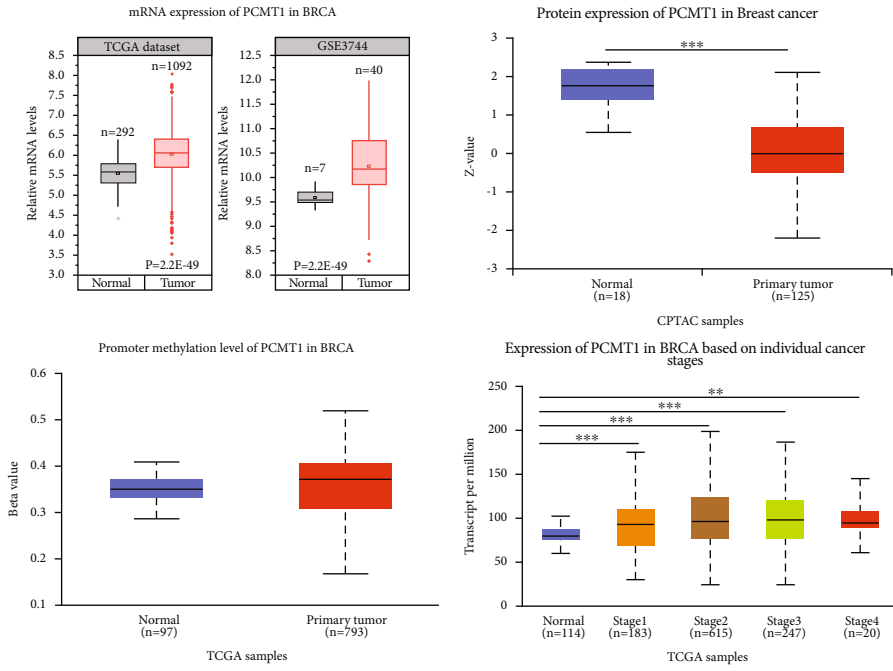 mRNA expression of PCMT1 in BRCA
TCGA dataset
GSE3744
Relative mRNA levels
8.5
8.0
7.5
7.0
6.5
6.0
5.5
5.0
4.5
4.0
3.5
3.0
n=292
n=1092
P=2.2E-49
Normal
Tumor
Relative mRNA levels
12.5
12.0
11.5
11.0
10.5
10.0
9.5
9.0
8.5
8.0
n=7
n=40
P=2.2E-49
Normal
Tumor
Protein expression of PCMT1 in Breast cancer
Z-value
3
2
1
0
-1
-2
-3
***
Normal
(n=18)
Primary tumor
(n=125)
CPTAC samples
Promoter methylation level of PCMT1 in BRCA
Beta value
0.6
0.5
0.4
0.3
0.2
0.1
Normal
(n=97)
Primary tumor
(n=793)
TCGA samples
Expression of PCMT1 in BRCA based on individual cancer
stages
Transcript per million
250
200
150
100
50
0
**
***
***
***
Normal
(n=114)
Stage1
(n=183)
Stage2
(n=615)
Stage3
(n=247)
Stage4
(n=20)
TCGA samples